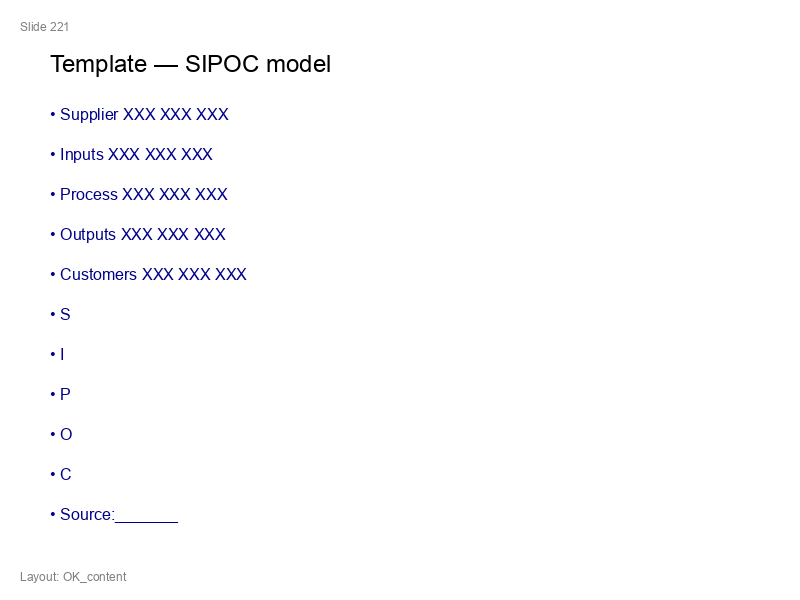 Slide 221
Template — SIPOC model
• Supplier XXX XXX XXX
• Inputs XXX XXX XXX
• Process XXX XXX XXX
• Outputs XXX XXX XXX
• Customers XXX XXX XXX
• S
• I
• P
• O
• C
• Source:_______
Layout: OK_content